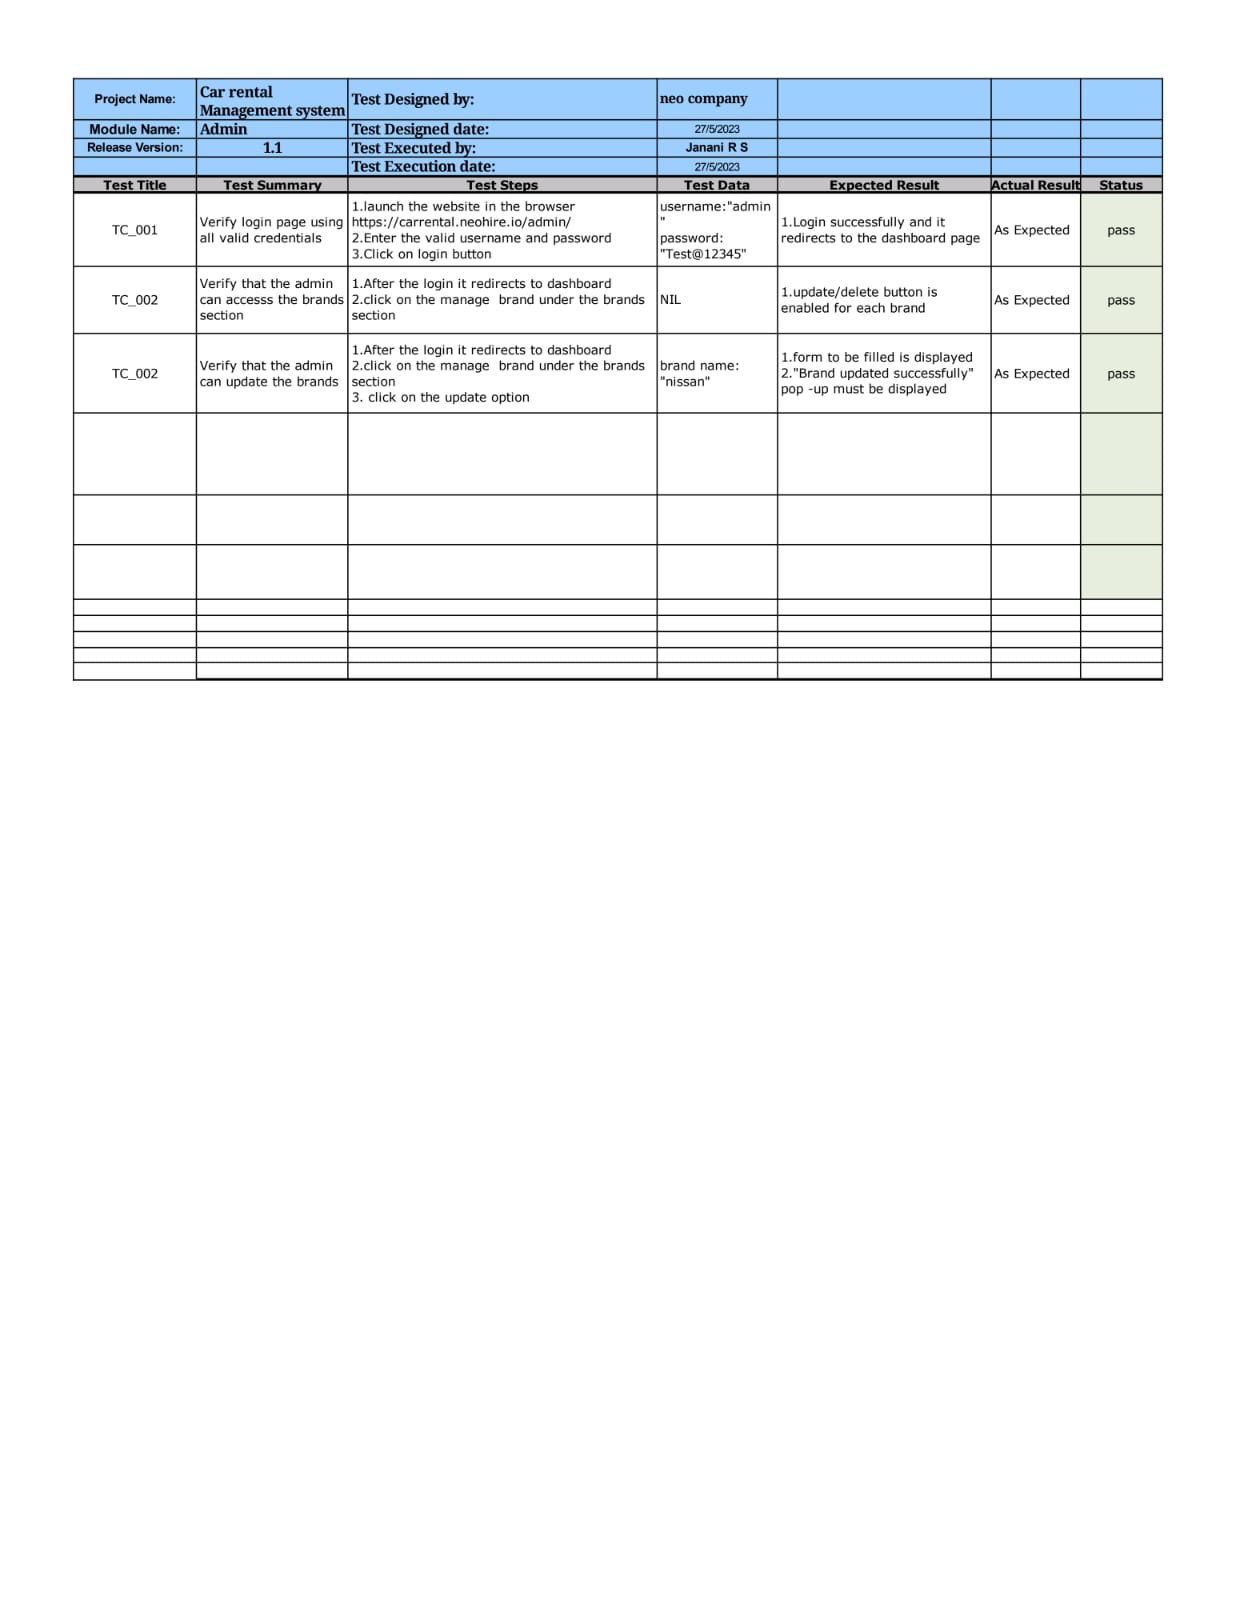 Project Name: Car rental Management system Test Designed by: neo company
Module Name: Admin Test Designed date: 27/5/2023
Release Version: 1.1 Test Executed by: Janani R S
Test Execution date: 27/5/2023
Test Title Test Summary Test Steps Test Data Expected Result Actual Result Status
TC_001
Verify login page using
all valid credentials
1.launch the website in the browser
https://carrental.neohire.io/admin/
2.Enter the valid username and password
3.Click on login button
username:"admin
"
password:
"Test@12345"
1.Login successfully and it
redirects to the dashboard page
As Expected
pass
TC_002
Verify that the admin
can accesss the brands
section
1.After the login it redirects to dashboard
2.click on the manage  brand under the brands
section
NIL
1.update/delete button is
enabled for each brand
As Expected
pass
TC_002
Verify that the admin
can update the brands
1.After the login it redirects to dashboard
2.click on the manage  brand under the brands
section
3. click on the update option
brand name:
"nissan"
1.form to be filled is displayed
2."Brand updated successfully"
pop -up must be displayed
As Expected
pass